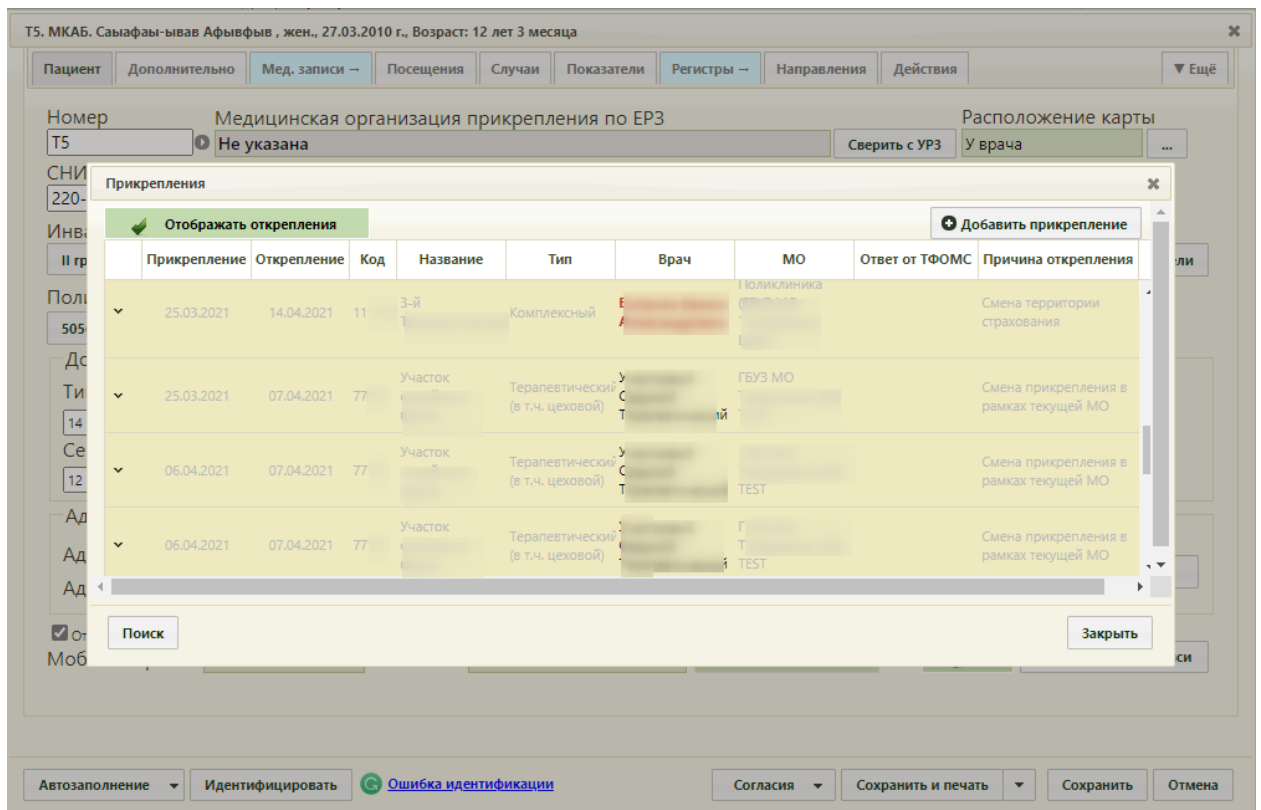 Т5. МКАБ. Саыафаы-ывав Афывфыв , жен., 27.03.2010 г., Возраст: 12 лет 3 месяца
Пациент Дополнительно Мед. записи → Посещения Случаи Показатели Регистры → Направления Действия ▼ Ещё
Номер Медицинская организация прикрепления по ЕРЗ Расположение карты
Т5 Не указана Сверить с УРЗ У врача ...
Прикрепления
Отображать открепления Добавить прикрепление
Прикрепление Открепление Код Название Тип Врач МО Ответ от ТФОМС Причина открепления
Поликлиника
25.03.2021 14.04.2021 11 3-й Комплексный Смена территории
страхования
25.03.2021 07.04.2021 77 Участок Терапевтический ГБУЗ МО Смена прикрепления в
(в т.ч. цеховой) рамках текущей МО
06.04.2021 07.04.2021 77 Участок Терапевтический Смена прикрепления в
(в т.ч. цеховой) TEST рамках текущей МО
06.04.2021 07.04.2021 77 Участок Терапевтический Смена прикрепления в
(в т.ч. цеховой) TEST рамках текущей МО
Поиск Закрыть
Автозаполнение Идентифицировать Ошибка идентификации Согласия Сохранить и печать Сохранить Отмена